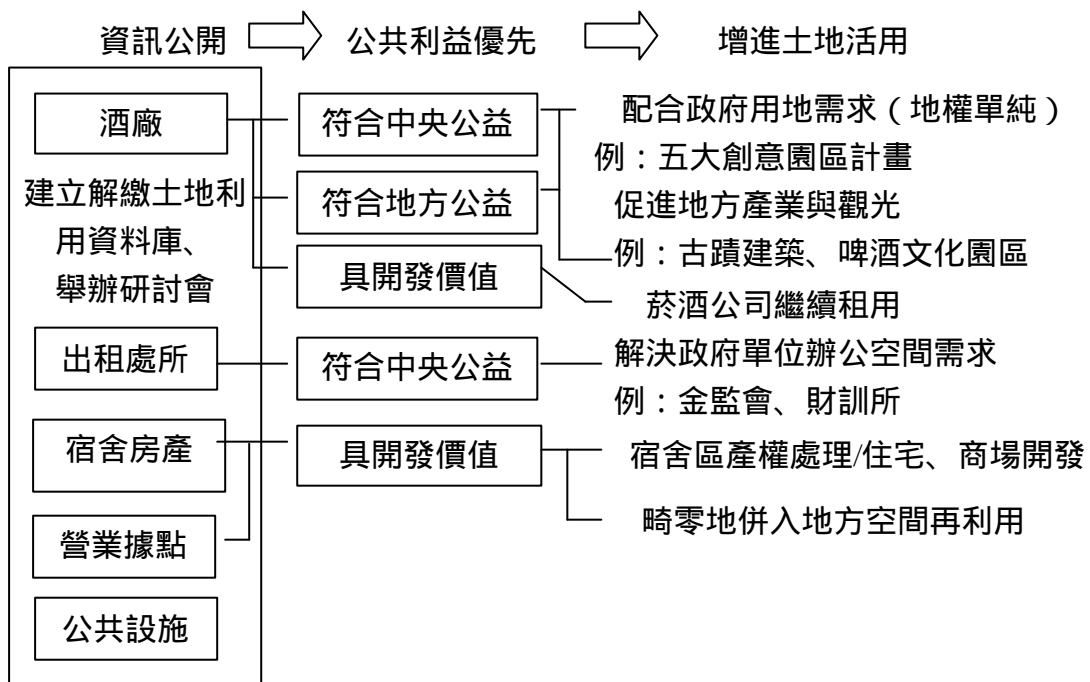 資訊公開 公共利益優先 增進土地活用
酒廠
建立解繳土地利
用資料庫、
舉辦研討會
出租處所
宿舍房產
營業據點
公共設施
符合中央公益
符合地方公益
具開發價值
符合中央公益
具開發價值
配合政府用地需求（地權單純）
例：五大創意園區計畫
促進地方產業與觀光
例：古蹟建築、啤酒文化園區
菸酒公司繼續租用
解決政府單位辦公空間需求
例：金監會、財訓所
宿舍區產權處理/住宅、商場開發
畸零地併入地方空間再利用